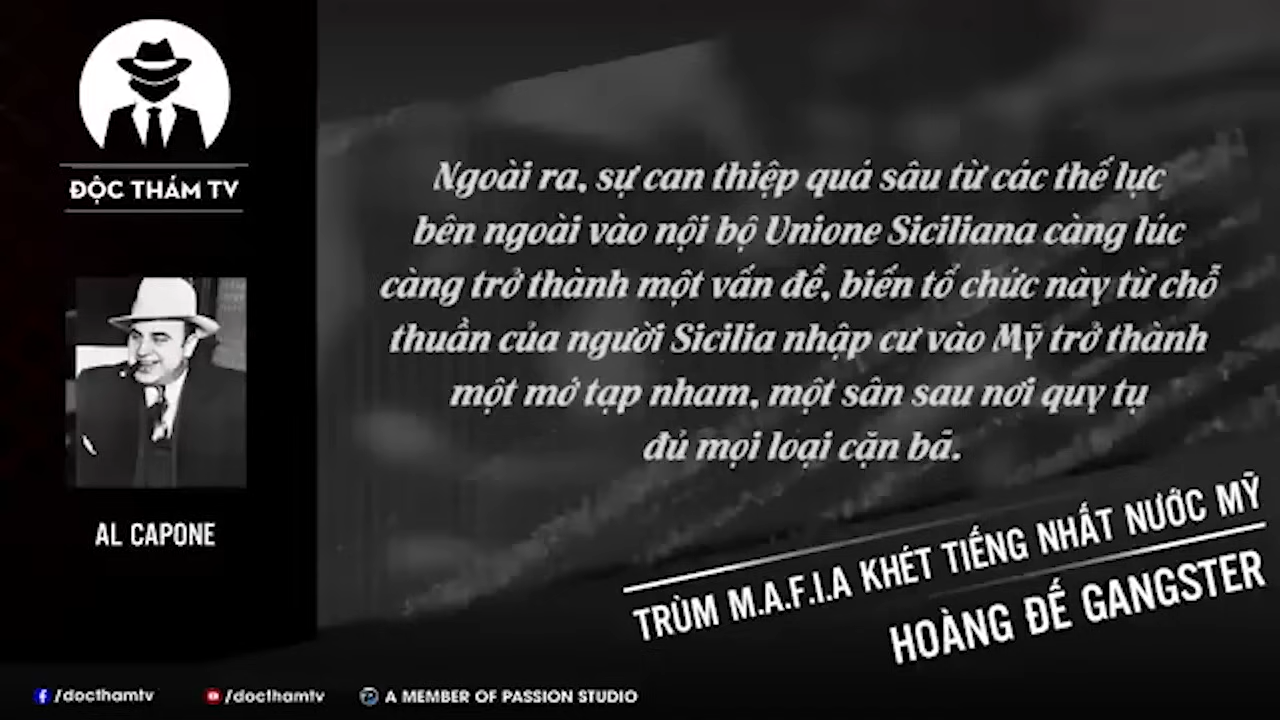 ĐỘC THÁM TV
AL CAPONE
Ngoài ra, sự can thiệp quá sâu từ các thế lực
bên ngoài vào nội bộ Unione Siciliana càng lúc
càng trở thành một vấn đề, biến tổ chức này từ chỗ
thuần của người Sicilia nhập cư vào Mỹ trở thành
một mớ tạp nham, một sân sau nơi quy tụ
đủ mọi loại cặn bã.
TRÙM M.A.F.I.A KHÉT TIẾNG NHẤT NƯỚC MỸ
HOÀNG ĐẾ GANGSTER
/docthamtv
/docthamtv
A MEMBER OF PASSION STUDIO